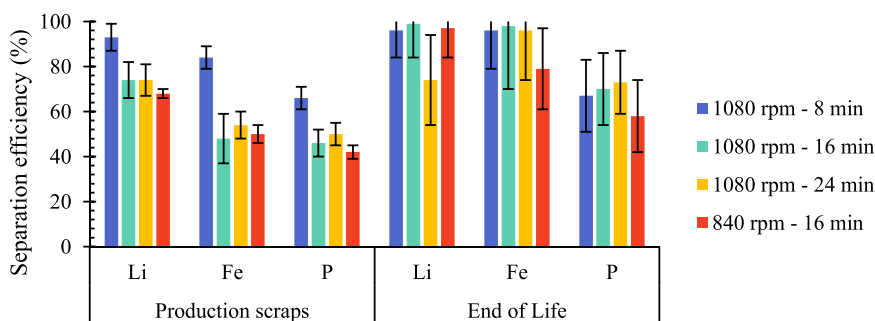 Separation efficiency (%)
100
80
60
40
20
0
Li
Fe
P
Li
Fe
P
Production scraps
End of Life
1080 rpm - 8 min
1080 rpm - 16 min
1080 rpm - 24 min
840 rpm - 16 min